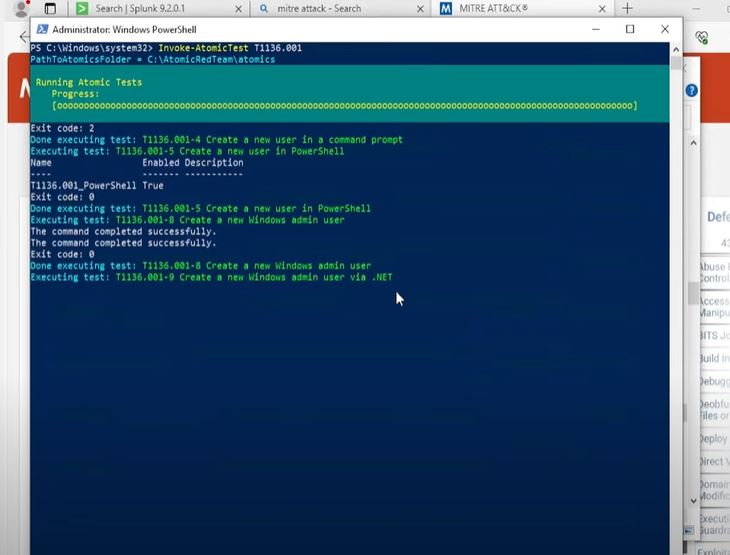 Search | Splunk 9.2.0.1
mitre attack - Search
MITRE ATT&CK®
Administrator: Windows PowerShell
PS C:\Windows\system32> Invoke-AtomicTest T1136.001
PathToAtomicsFolder = C:\AtomicRedTeam\atomics
Running Atomic Tests
Progress:
Exit code: 2
Done executing test: T1136.001-4 Create a new user in a command prompt
Executing test: T1136.001-5 Create a new user in PowerShell
Name Enabled Description
---- ------- -----------
T1136.001_PowerShell True
Exit code: 0
Done executing test: T1136.001-5 Create a new user in PowerShell
Executing test: T1136.001-8 Create a new Windows admin user
The command completed successfully.
The command completed successfully.
Exit code: 0
Done executing test: T1136.001-8 Create a new Windows admin user
Executing test: T1136.001-9 Create a new Windows admin user via .NET
Defe
Abuse
Control
Access
Manipu
BITS Jo
Build in
Debugg
Deobfu
Files or
Deploy
Direct V
Domain
Modific
Executi
Guardra
Exploita